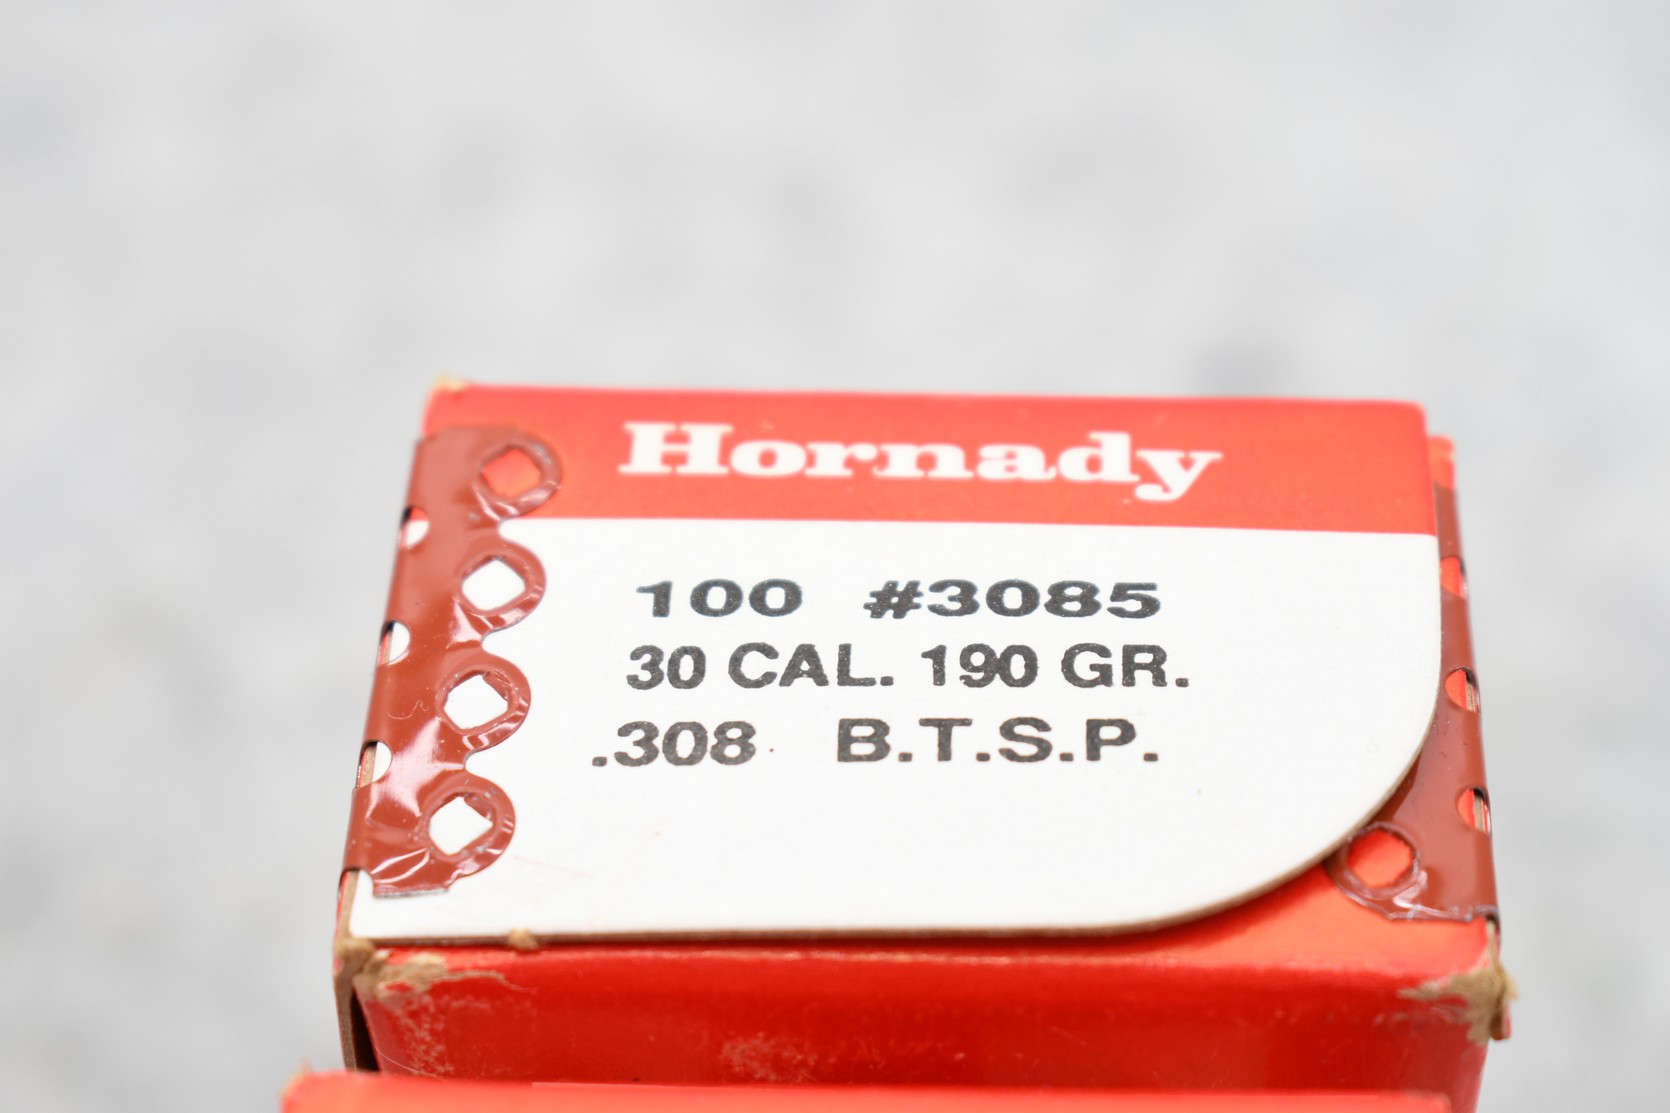 Hornady
100 #3085
30 CAL. 190 GR.
.308 B.T.S.P.